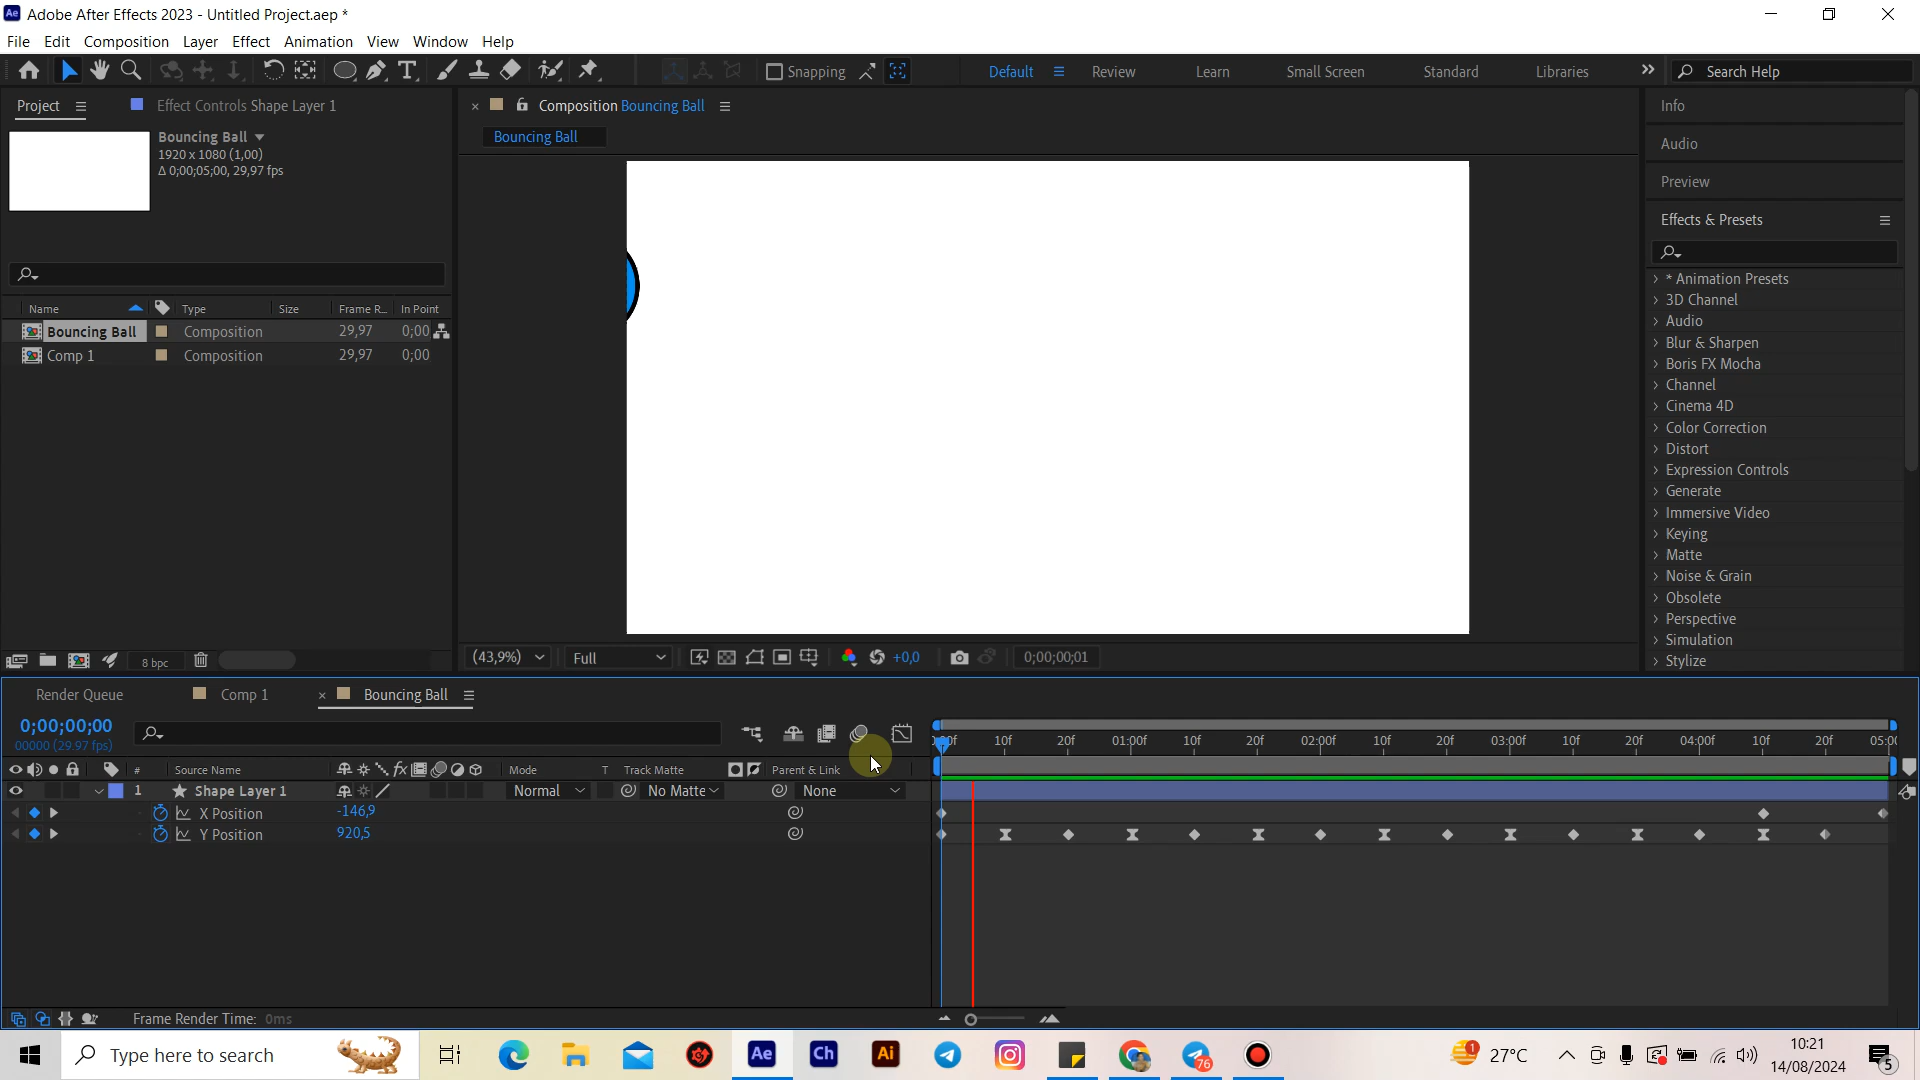 Ae Adobe After Effects 2023 - Untitled Project.aep *
File Edit Composition Layer Effect Animation View Window Help
Snapping
Default Review Learn Small Screen Standard Libraries Search Help
Project Effect Controls Shape Layer 1
Composition Bouncing Ball
Bouncing Ball
1920 x 1080 (1,00)
Δ 0;00;05;00, 29,97 fps
Bouncing Ball
Name Type Size Frame R... In Point
Bouncing Ball Composition 29,97 0;00
Comp 1 Composition 29,97 0;00
8 bpc
(43,9%) Full +0,0 0;00;00;01
Info
Audio
Preview
Effects & Presets
* Animation Presets
3D Channel
Audio
Blur & Sharpen
Boris FX Mocha
Channel
Cinema 4D
Color Correction
Distort
Expression Controls
Generate
Immersive Video
Keying
Matte
Noise & Grain
Obsolete
Perspective
Simulation
Stylize
Render Queue Comp 1 Bouncing Ball
0;00;00;00
00000 (29.97 fps)
10f 20f 01:00f 10f 20f 02:00f 10f 20f 03:00f 10f 20f 04:00f 10f 20f 05:00
# Source Name fx Mode T Track Matte Parent & Link
1 Shape Layer 1 Normal No Matte None
X Position -146,9
Y Position 920,5
Frame Render Time: 0ms
Type here to search Ae Ch Ai 76 1 27°C 10:21
14/08/2024 5